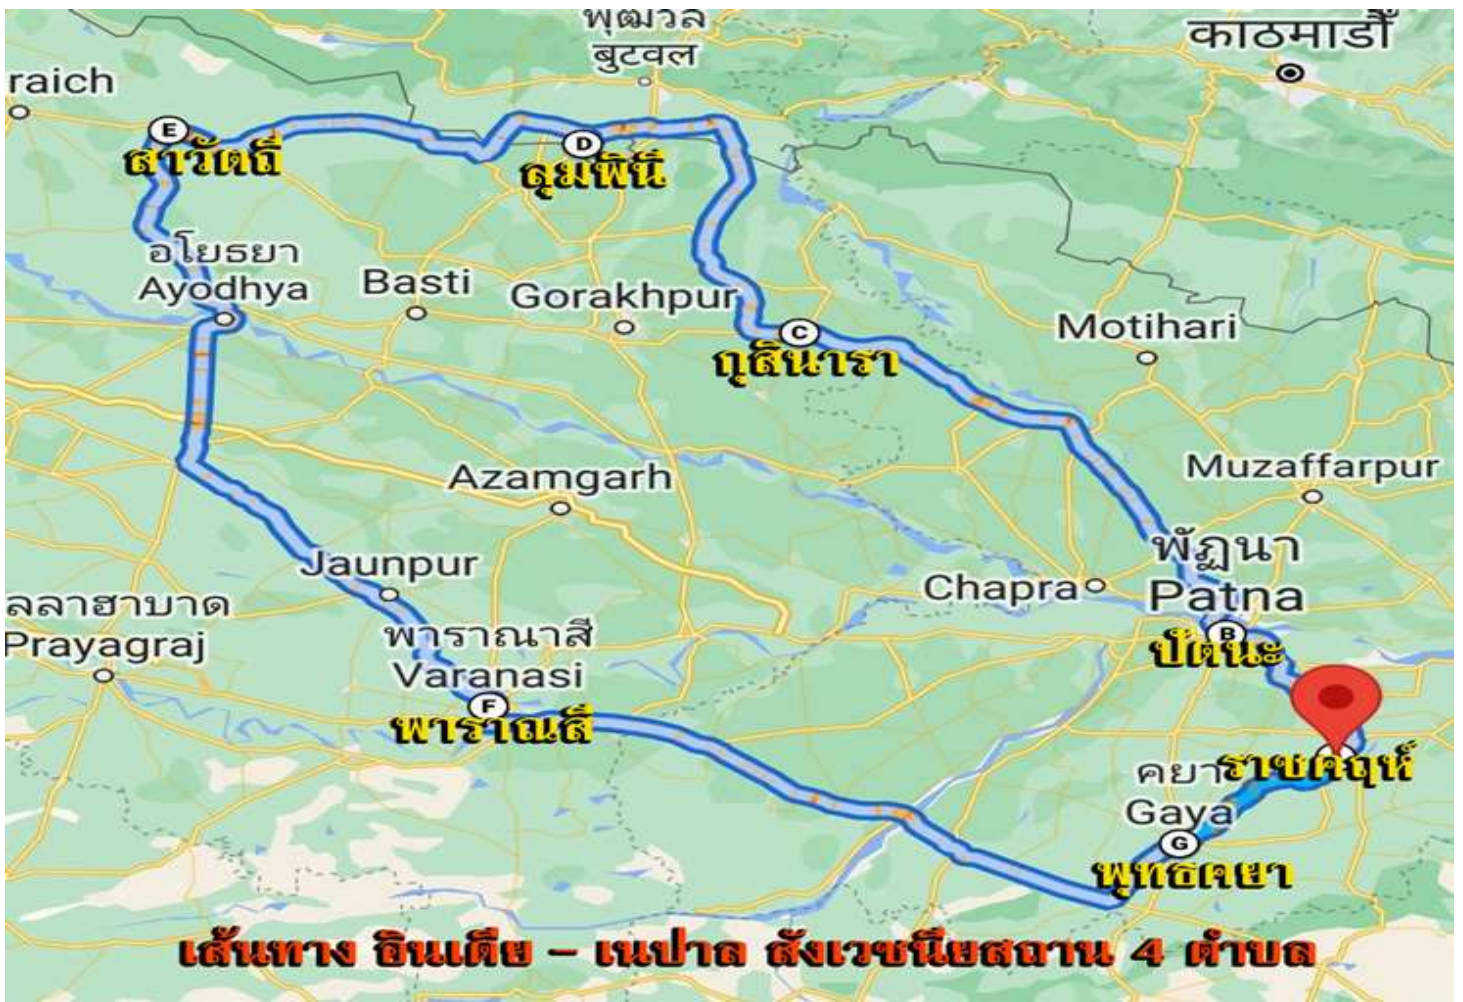 พุฒวล
बुटवल
काठमाडौँ
raich
E
สาวัตถี
D
ลุมพินี
อโยธยา
Ayodhya
Basti
Gorakhpur
C
กุสินารา
Motihari
Azamgarh
Muzaffarpur
Jaunpur
พัฏนา
Patna
Chapra
B
ปัตนะ
ลลาฮาบาด
Prayagraj
พาราณาสี
Varanasi
F
พาราณสี
คยา
Gaya
ราชคฤห์
G
พุทธคยา
เส้นทาง อินเดีย – เนปาล สังเวชนียสถาน 4 ตำบล